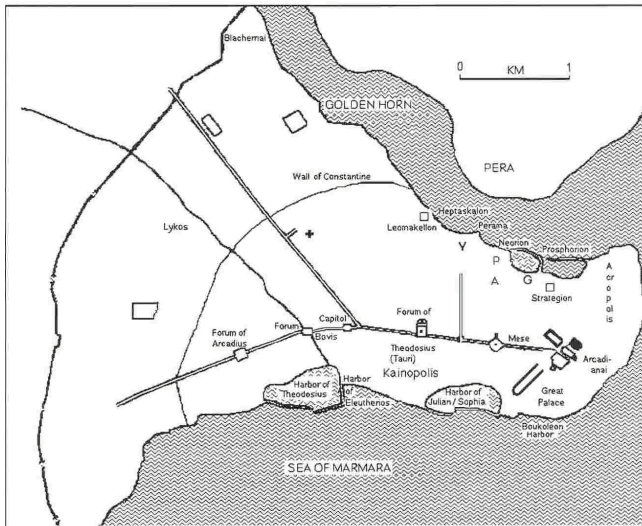 Blachernai
0 1
KM
GOLDEN HORN
PERA
Wall of Constantine
Lykos
Heptaskalon
Leomakellon
Perama
Neorion
Prosphorion
Y
P
A
G
Acropolis
Strategion
Forum of
Theodosius
(Tauri)
Capitol
Forum
Bovis
Forum of
Arcadius
Mese
Arcadi-
anai
Kainopolis
Harbor of
Theodosius
Harbor
of
Eleutherios
Harbor of
Julian / Sophia
Great
Palace
Boukoleon
Harbor
SEA OF MARMARA